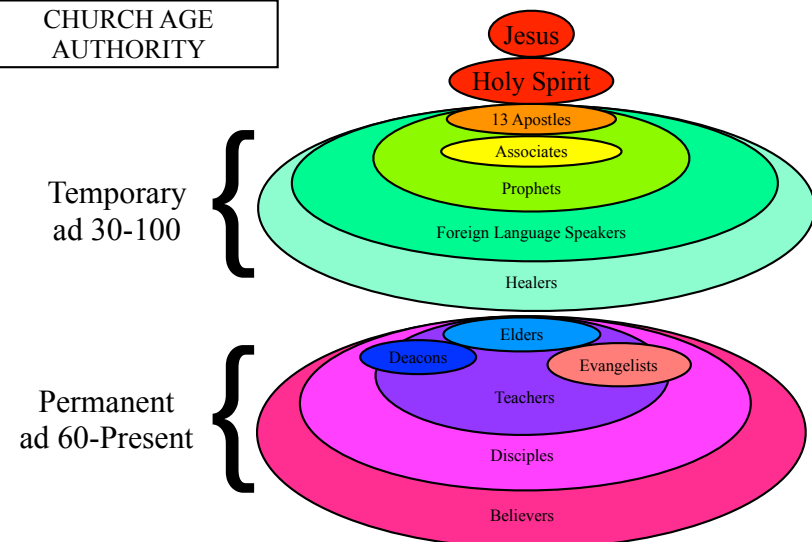 CHURCH AGE
AUTHORITY
Jesus
Holy Spirit
13 Apostles
Associates
Prophets
Foreign Language Speakers
Healers
Temporary
ad 30-100
{
Elders
Deacons
Evangelists
Teachers
Disciples
Believers
Permanent
ad 60-Present
{